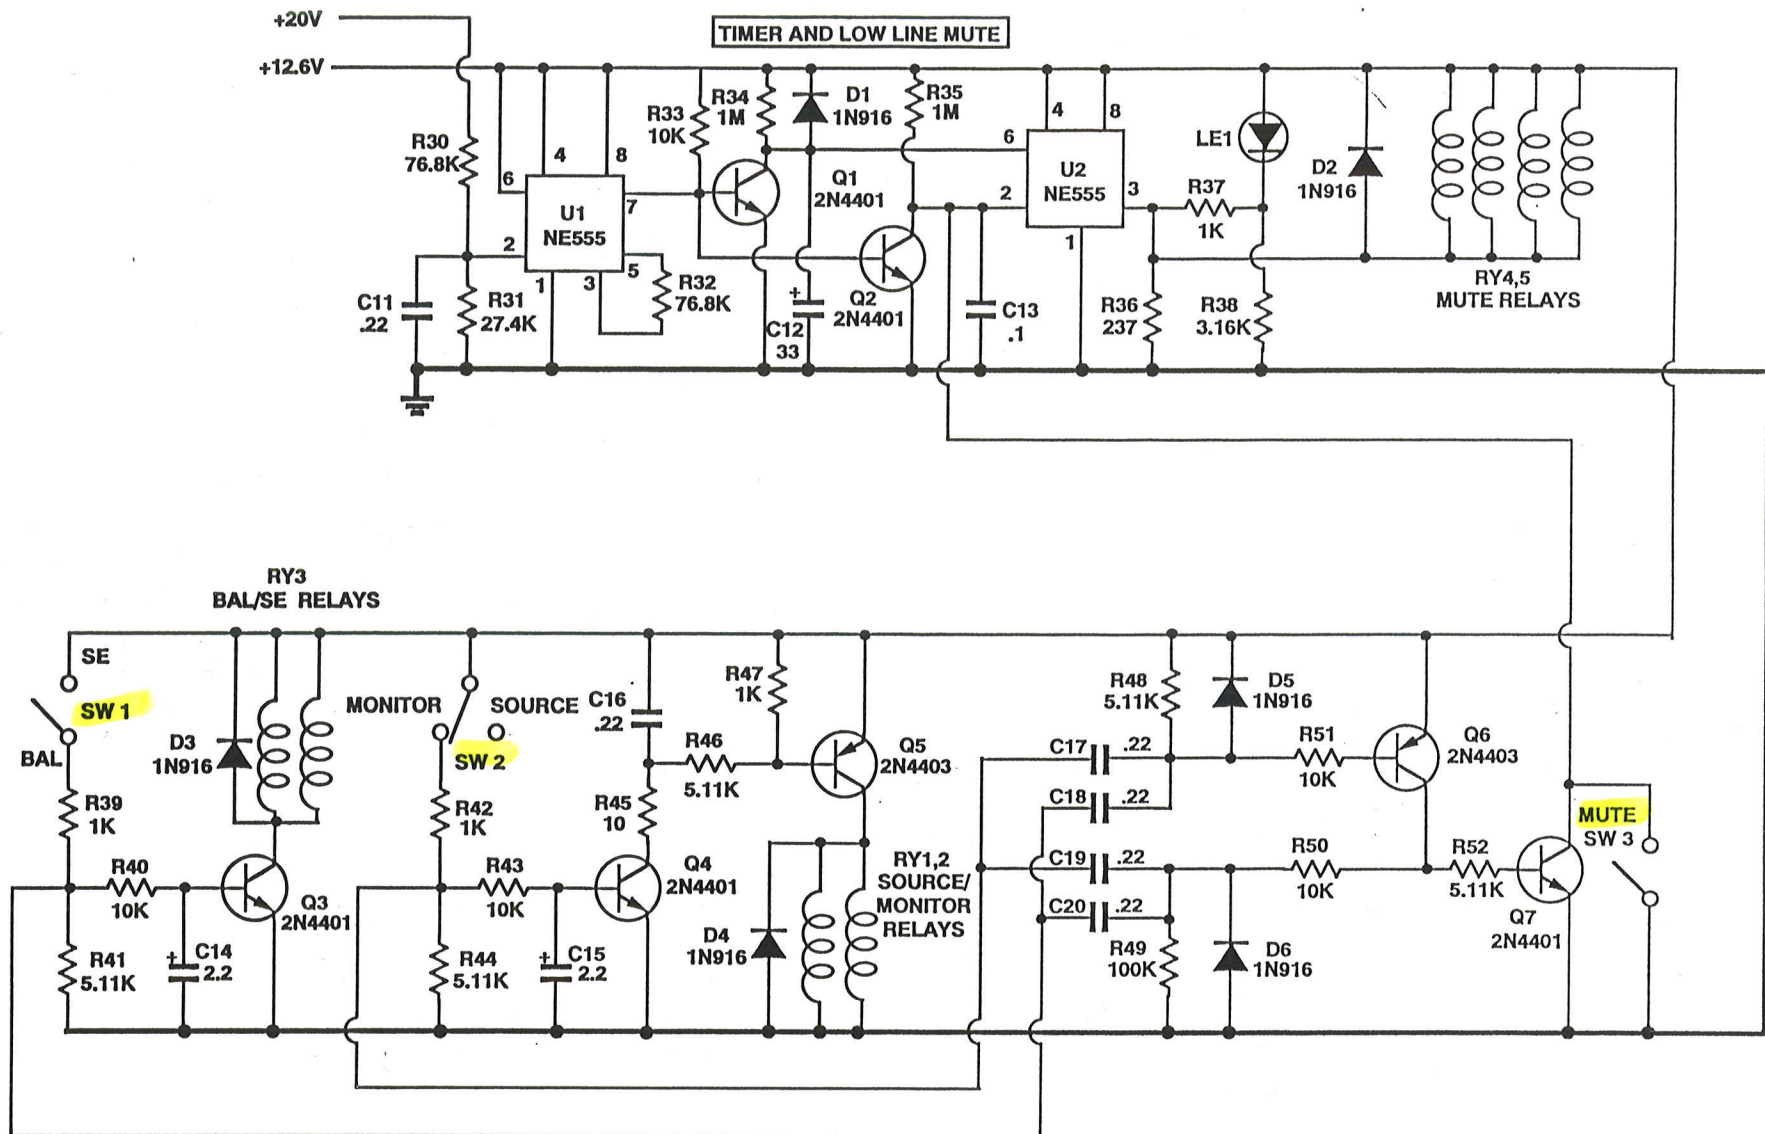 +20V
TIMER AND LOW LINE MUTE
+12.6V
R30
76.8K
R33
10K
R34
1M
D1
1N916
R35
1M
LE1
D2
1N916
4
8
6
7
2
1
3
5
U1
NE555
Q1
2N4401
4
8
6
2
3
1
U2
NE555
R37
1K
C11
.22
R31
27.4K
R32
76.8K
+
C12
33
Q2
2N4401
C13
.1
R36
237
R38
3.16K
RY4,5
MUTE RELAYS
RY3
BAL/SE RELAYS
SE
SW 1
BAL
D3
1N916
MONITOR
SOURCE
SW 2
C16
.22
R47
1K
R46
5.11K
Q5
2N4403
R48
5.11K
D5
1N916
C17
.22
R51
10K
Q6
2N4403
R39
1K
R42
1K
R45
10
C18
.22
MUTE
SW 3
R40
10K
Q3
2N4401
R43
10K
Q4
2N4401
RY1,2
SOURCE/
MONITOR
RELAYS
C19
.22
R50
10K
R52
5.11K
Q7
2N4401
C20
.22
R41
5.11K
+
C14
2.2
R44
5.11K
+
C15
2.2
D4
1N916
R49
100K
D6
1N916